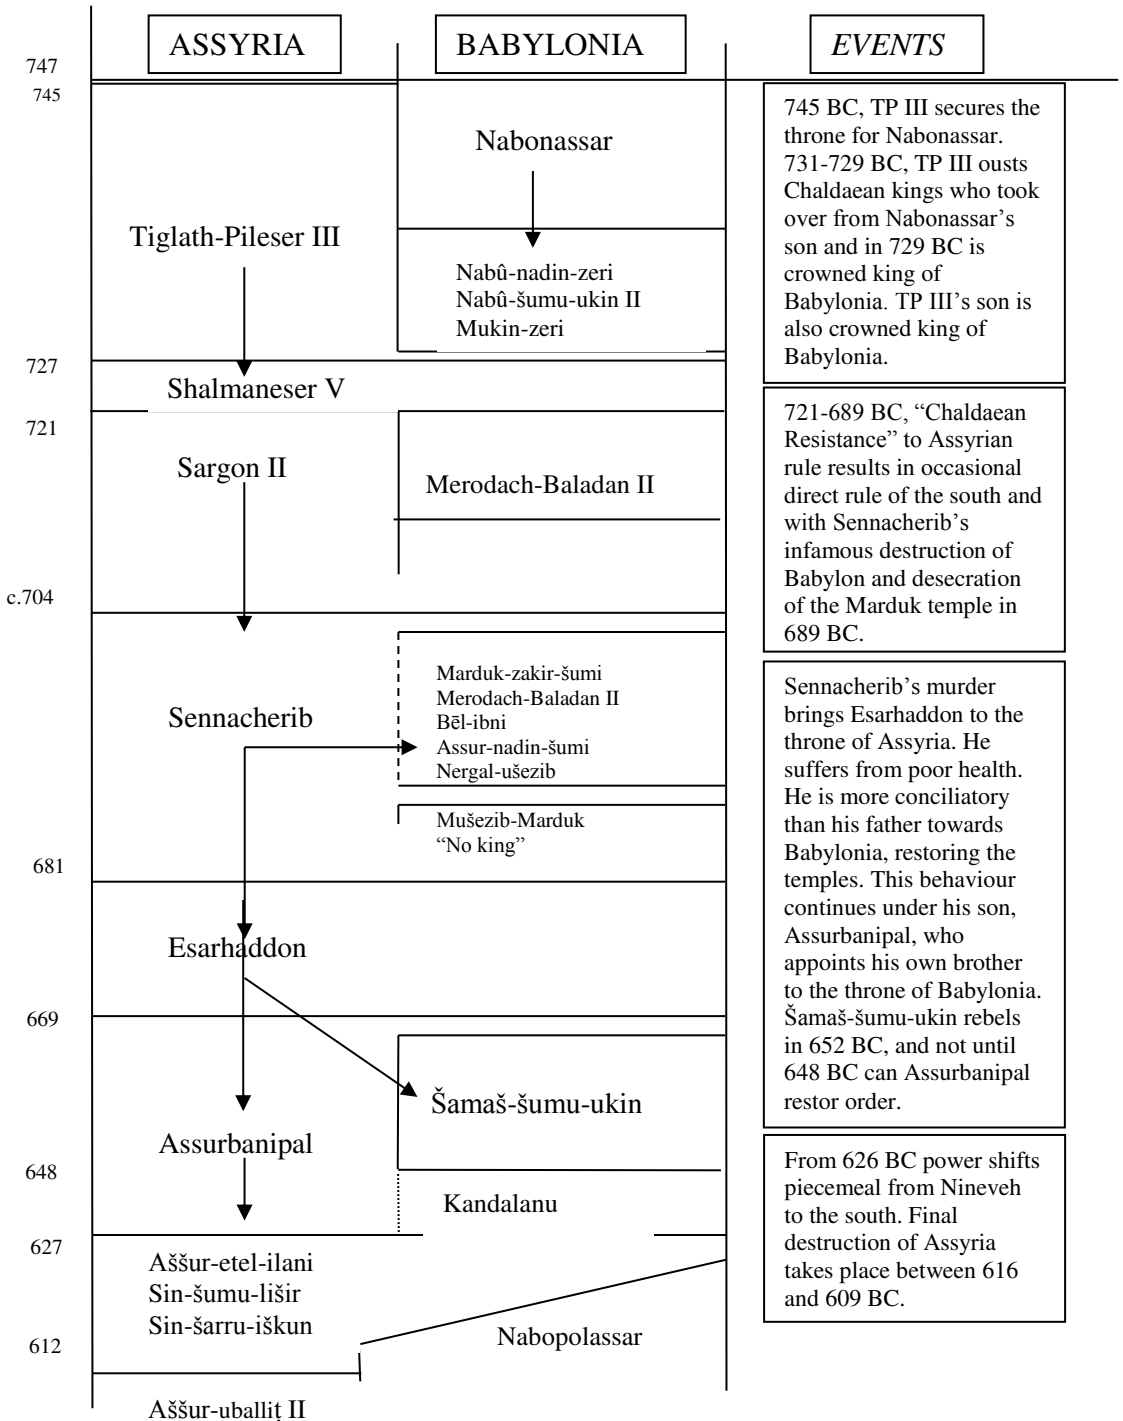 ASSYRIA
BABYLONIA
EVENTS
747
745
Nabonassar
Tiglath-Pileser III
Nabû-nadin-zeri
Nabû-šumu-ukin II
Mukin-zeri
745 BC, TP III secures the
throne for Nabonassar.
731-729 BC, TP III ousts
Chaldaean kings who took
over from Nabonassar’s
son and in 729 BC is
crowned king of
Babylonia. TP III’s son is
also crowned king of
Babylonia.
727
Shalmaneser V
721
Sargon II
Merodach-Baladan II
721-689 BC, “Chaldaean
Resistance” to Assyrian
rule results in occasional
direct rule of the south and
with Sennacherib’s
infamous destruction of
Babylon and desecration
of the Marduk temple in
689 BC.
c.704
Sennacherib
Marduk-zakir-šumi
Merodach-Baladan II
Bēl-ibni
Assur-nadin-šumi
Nergal-ušezib
Mušezib-Marduk
“No king”
681
Esarhaddon
Sennacherib’s murder
brings Esarhaddon to the
throne of Assyria. He
suffers from poor health.
He is more conciliatory
than his father towards
Babylonia, restoring the
temples. This behaviour
continues under his son,
Assurbanipal, who
appoints his own brother
to the throne of Babylonia.
Šamaš-šumu-ukin rebels
in 652 BC, and not until
648 BC can Assurbanipal
restor order.
669
Šamaš-šumu-ukin
Assurbanipal
648
Kandalanu
From 626 BC power shifts
piecemeal from Nineveh
to the south. Final
destruction of Assyria
takes place between 616
and 609 BC.
627
Aššur-etel-ilani
Sin-šumu-lišir
Sin-šarru-iškun
612
Nabopolassar
Aššur-uballiṭ II